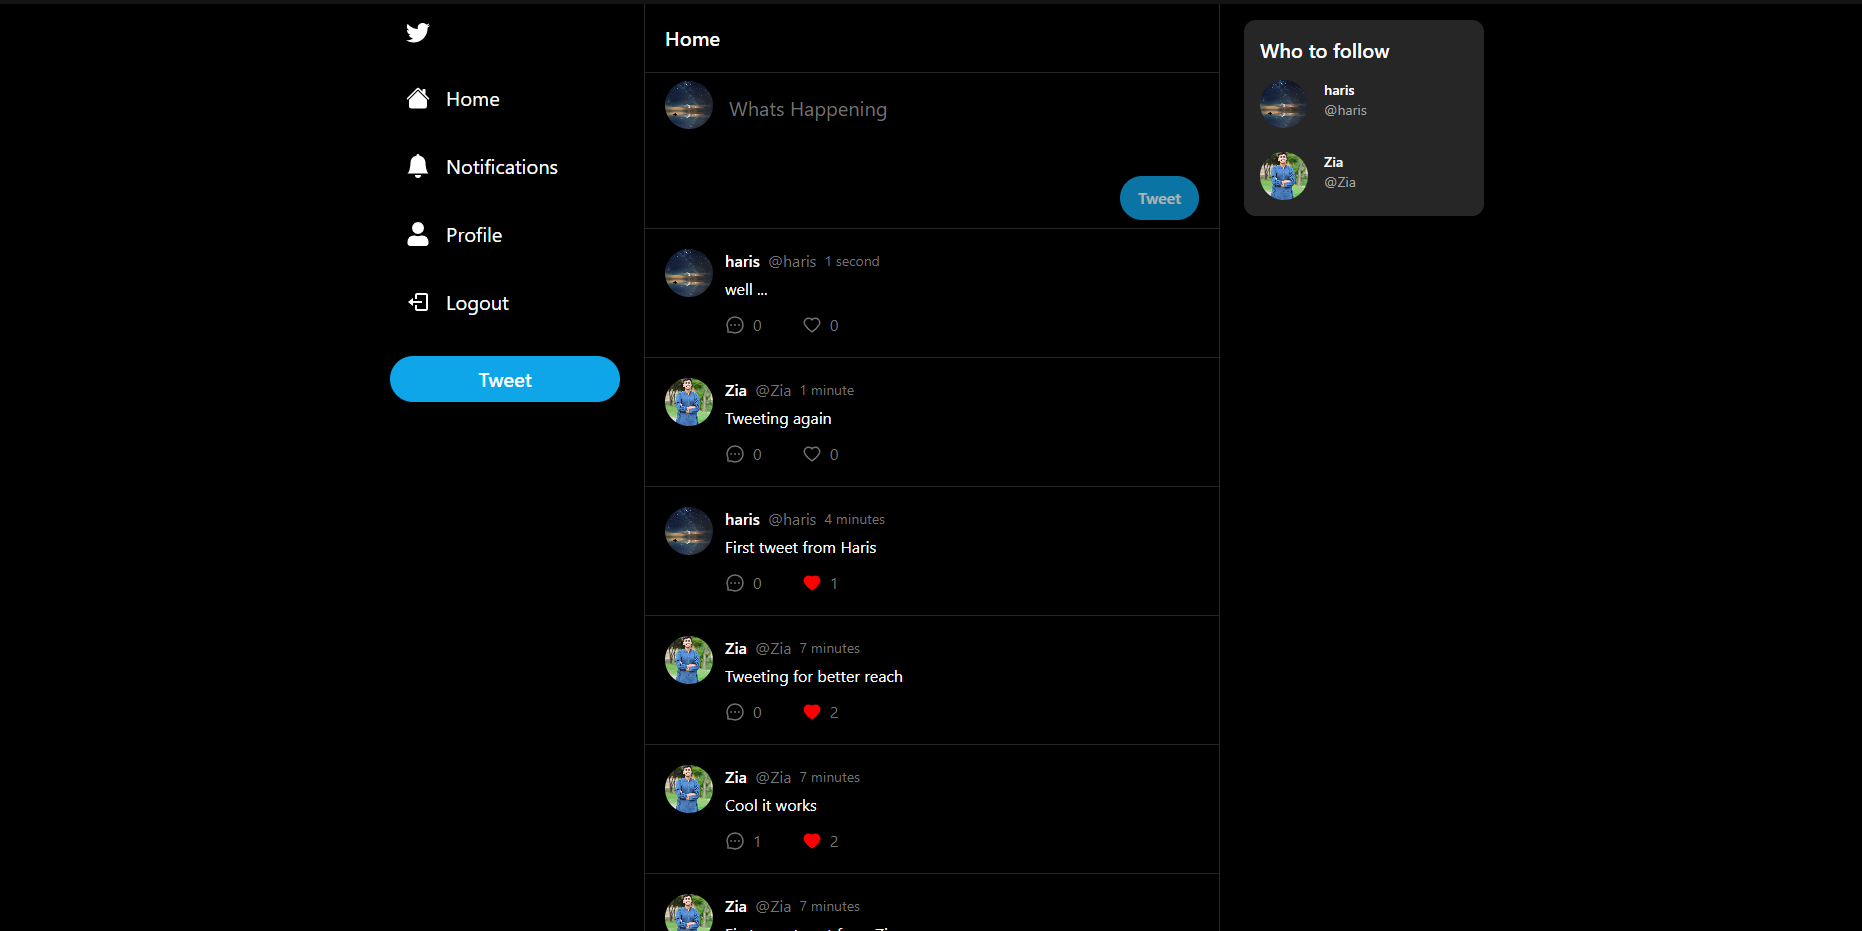 Home
Notifications
Profile
Logout
Tweet
Home
Whats Happening
Tweet
haris @haris 1 second
well ...
0 0
Zia @Zia 1 minute
Tweeting again
0 0
haris @haris 4 minutes
First tweet from Haris
0 1
Zia @Zia 7 minutes
Tweeting for better reach
0 2
Zia @Zia 7 minutes
Cool it works
1 2
Zia @Zia 7 minutes
Who to follow
haris
@haris
Zia
@Zia